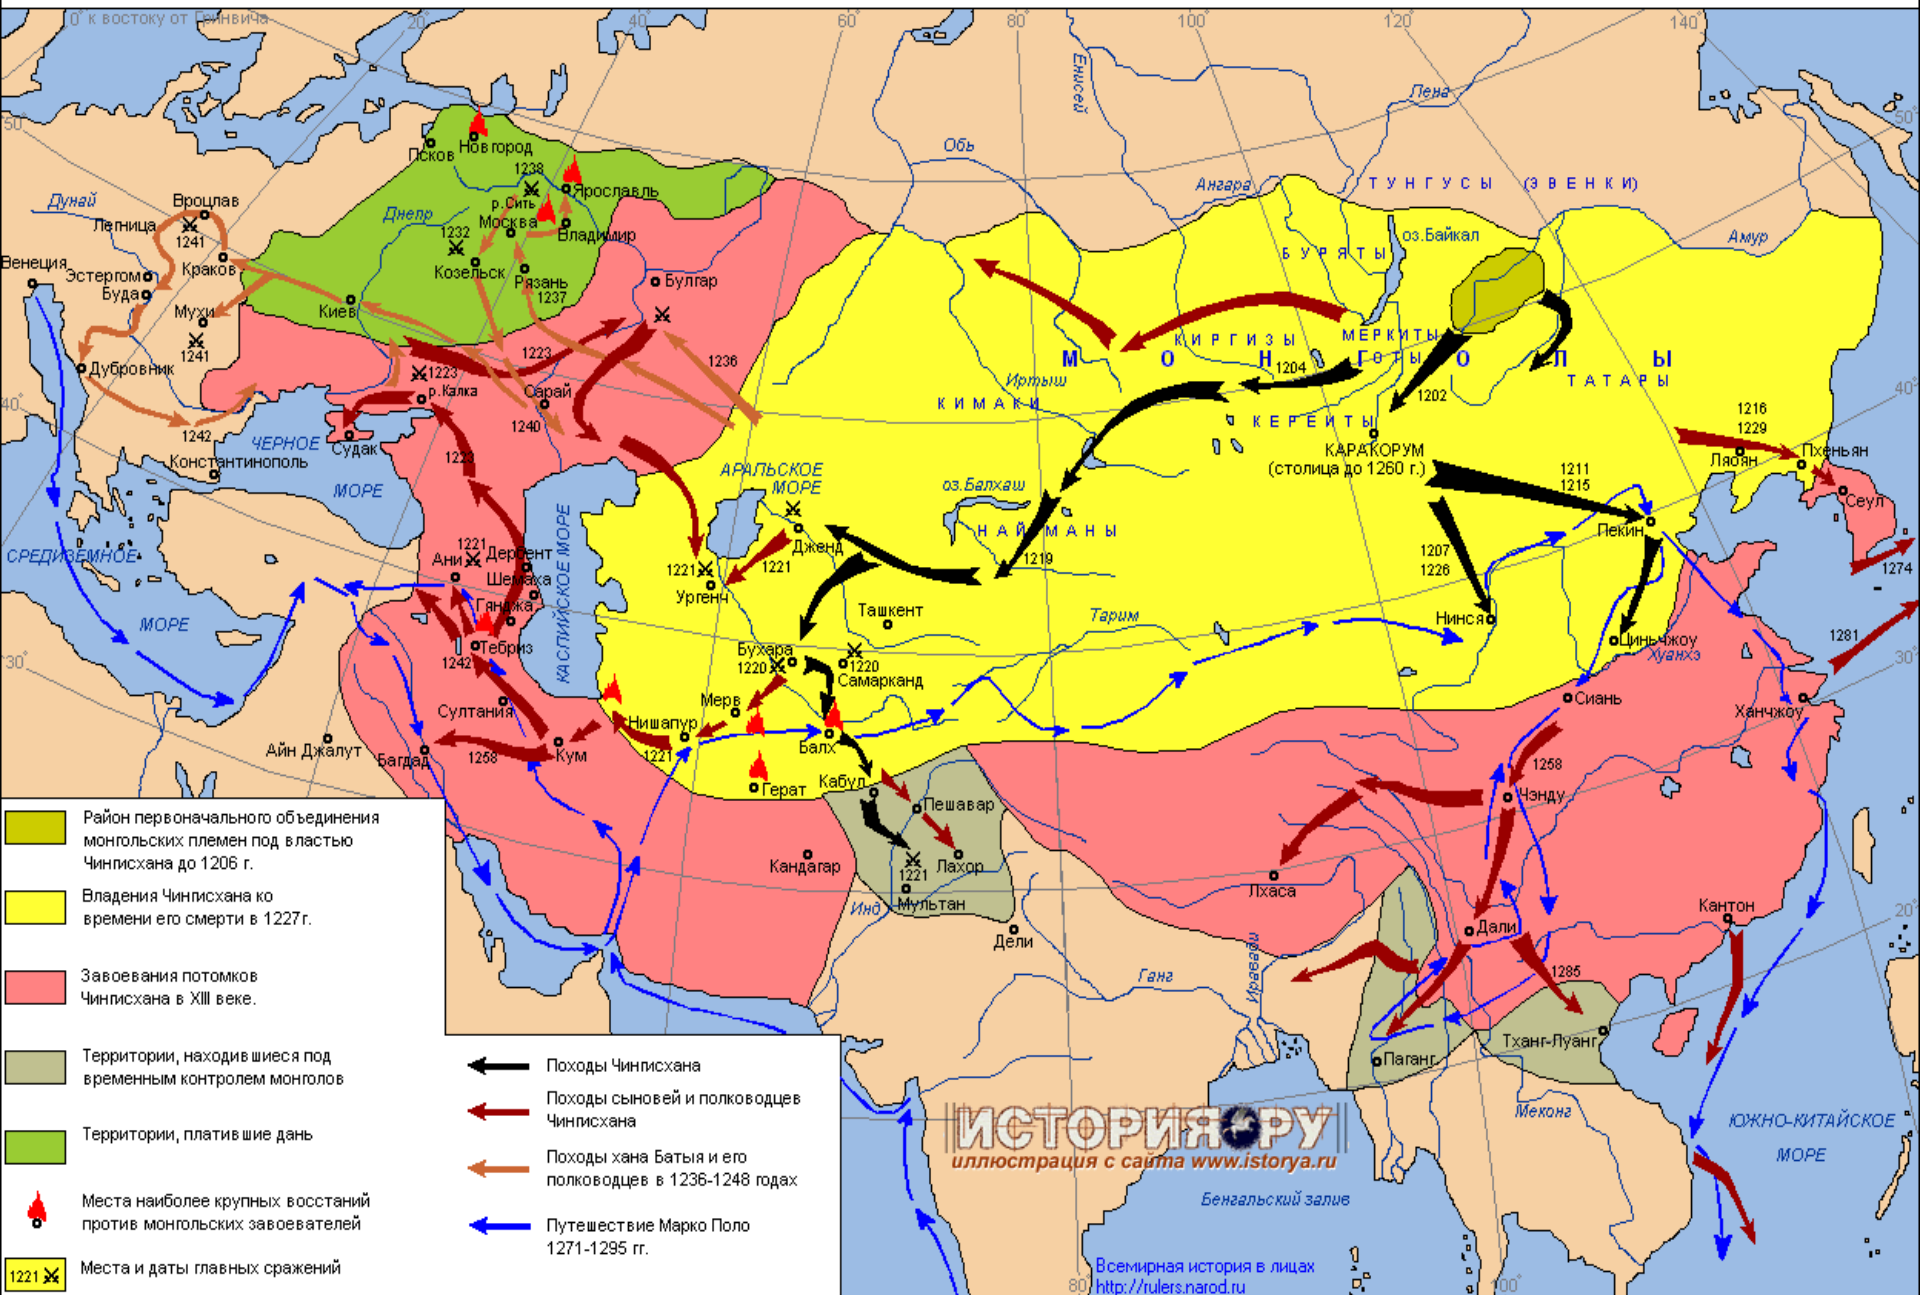 0° к востоку от Гринвича
20°
40°
60°
80°
100°
120°
140°
50°
40°
30°
50°
40°
30°
20°
80°
100°
Енисей
Лена
Обь
Ангара
ТУНГУСЫ (ЭВЕНКИ)
Амур
оз.Байкал
БУРЯТЫ
Псков
Новгород
1238
р.Сить
Ярославль
Москва
Владимир
Днепр
1232
Козельск
Рязань
1237
Киев
Булгар
Дунай
Вроцлав
Легница
1241
Краков
Венеция
Эстергом
Буда
Мухи
1241
Дубровник
1242
Константинополь
ЧЕРНОЕ
МОРЕ
Судак
1223
р.Калка
1223
1223
Сарай
1240
1236
КИРГИЗЫ
МЕРКИТЫ
ГОТЫ
МОНГОЛЫ
ТАТАРЫ
1204
1202
Иртыш
КИМАКИ
КЕРЕИТЫ
КАРАКОРУМ
(столица до 1260 г.)
1216
1229
Ляоян
Пхеньян
Сеул
1211
1215
Пекин
1274
1281
АРАЛЬСКОЕ
МОРЕ
оз.Балхаш
НАЙМАНЫ
1219
Дженд
1221
1221
Ургенч
КАСПИЙСКОЕ МОРЕ
1221
Ани
Дербент
Шемаха
Гянджа
Тебриз
1242
Султания
СРЕДИЗЕМНОЕ
МОРЕ
Айн Джалут
Багдад
1258
Кум
Ташкент
Тарим
Бухара
1220
1220
Самарканд
Мерв
Нишапур
1221
Балх
Герат
Кабул
Пешавар
Лахор
1221
Мультан
Кандагар
Инд
Дели
Ганг
Иравади
1207
1226
Нинся
Циньчжоу
Хуанхэ
Сиань
Ханчжоу
1258
Чэнду
Лхаса
Дали
1285
Кантон
Паганг
Тханг-Луанг
Меконг
ЮЖНО-КИТАЙСКОЕ
МОРЕ
Бенгальский залив
Район первоначального объединения
монгольских племен под властью
Чингисхана до 1206 г.
Владения Чингисхана ко
времени его смерти в 1227г.
Завоевания потомков
Чингисхана в XIII веке.
Территории, находившиеся под
временным контролем монголов
Территории, платившие дань
Места наиболее крупных восстаний
против монгольских завоевателей
1221
Места и даты главных сражений
Походы Чингисхана
Походы сыновей и полководцев
Чингисхана
Походы хана Батыя и его
полководцев в 1236-1248 годах
Путешествие Марко Поло
1271-1295 гг.
ИСТОРИЯ РУ
иллюстрация с сайта www.istorya.ru
Всемирная история в лицах
http://rulers.narod.ru